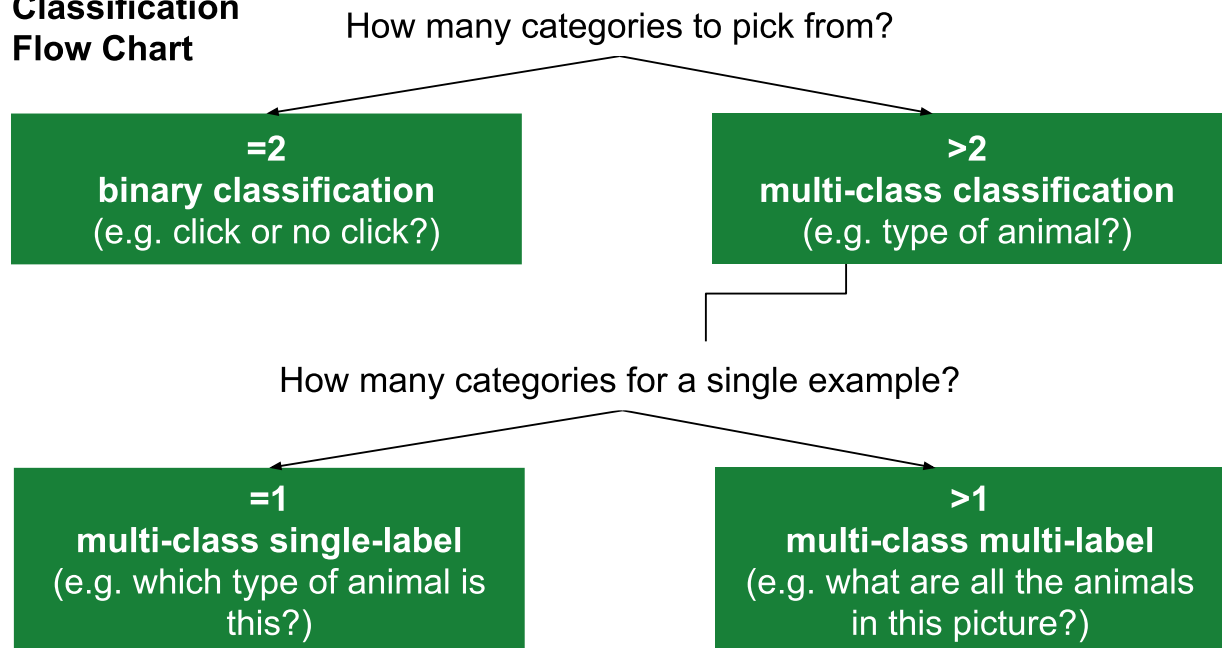 Classification
Flow Chart
How many categories to pick from?
=2
binary classification
(e.g. click or no click?)
>2
multi-class classification
(e.g. type of animal?)
How many categories for a single example?
=1
multi-class single-label
(e.g. which type of animal is
this?)
>1
multi-class multi-label
(e.g. what are all the animals
in this picture?)